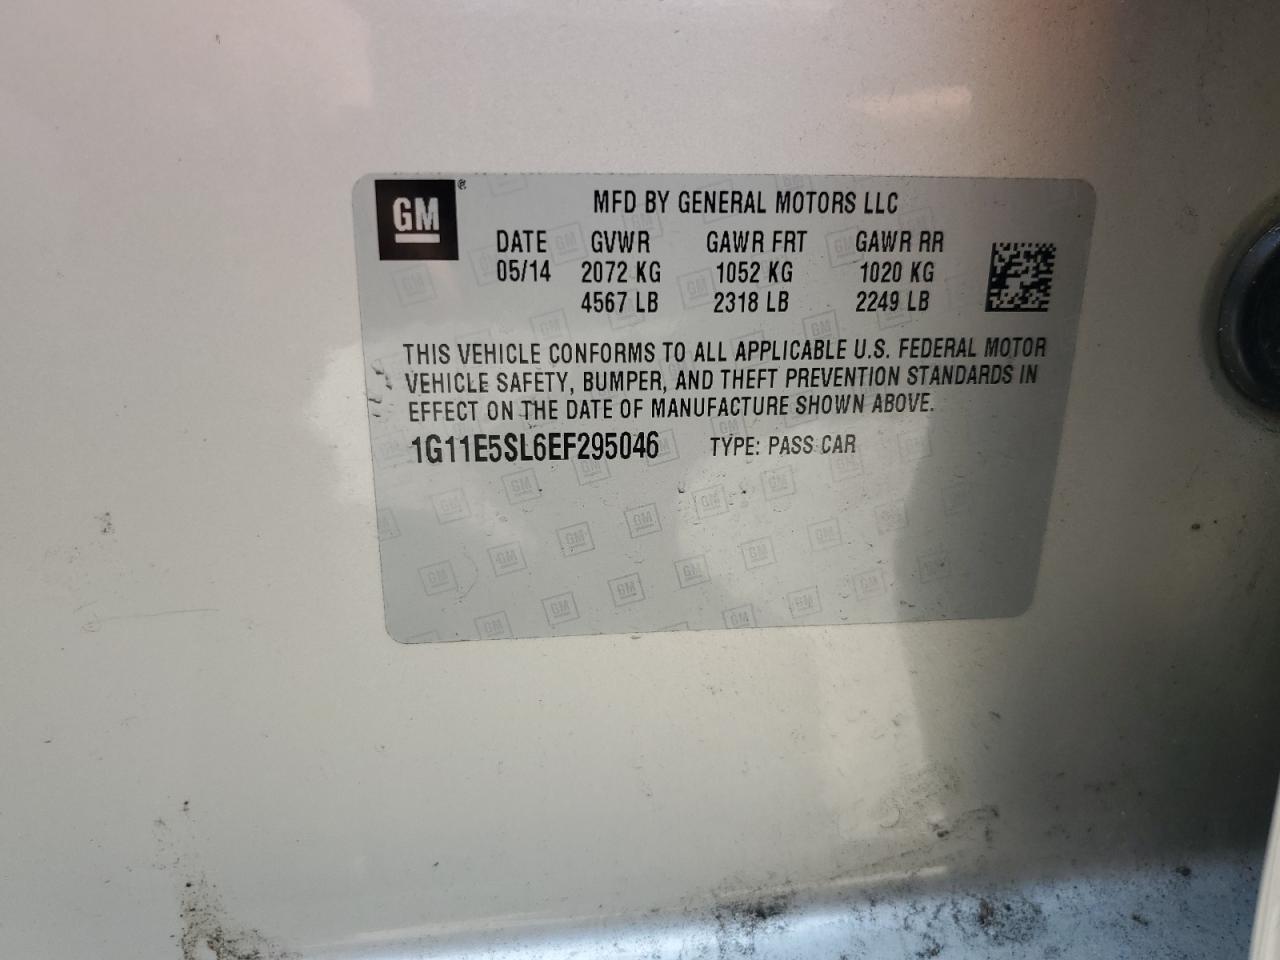 GM ®
MFD BY GENERAL MOTORS LLC
DATE GVWR GAWR FRT GAWR RR
05/14 2072 KG 1052 KG 1020 KG
4567 LB 2318 LB 2249 LB
THIS VEHICLE CONFORMS TO ALL APPLICABLE U.S. FEDERAL MOTOR
VEHICLE SAFETY, BUMPER, AND THEFT PREVENTION STANDARDS IN
EFFECT ON THE DATE OF MANUFACTURE SHOWN ABOVE.
1G11E5SL6EF295046 TYPE: PASS CAR